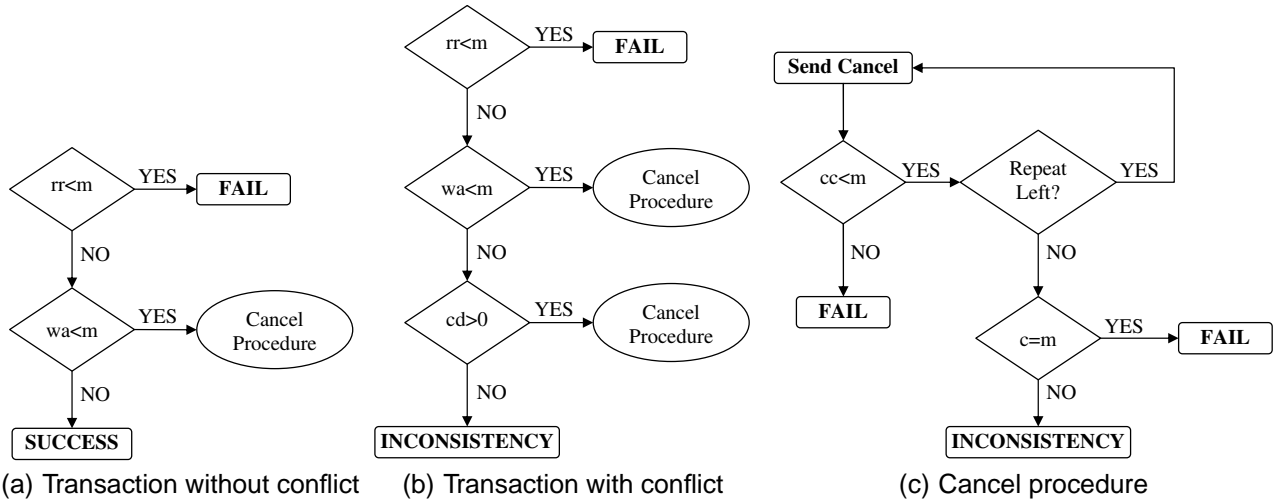 rr<m
YES
FAIL
NO
wa<m
YES
Cancel
Procedure
NO
SUCCESS
(a) Transaction without conflict
rr<m
YES
FAIL
NO
wa<m
YES
Cancel
Procedure
NO
cd>0
YES
Cancel
Procedure
NO
INCONSISTENCY
(b) Transaction with conflict
Send Cancel
cc<m
YES
Repeat
Left?
YES
NO
FAIL
NO
c=m
YES
FAIL
NO
INCONSISTENCY
(c) Cancel procedure